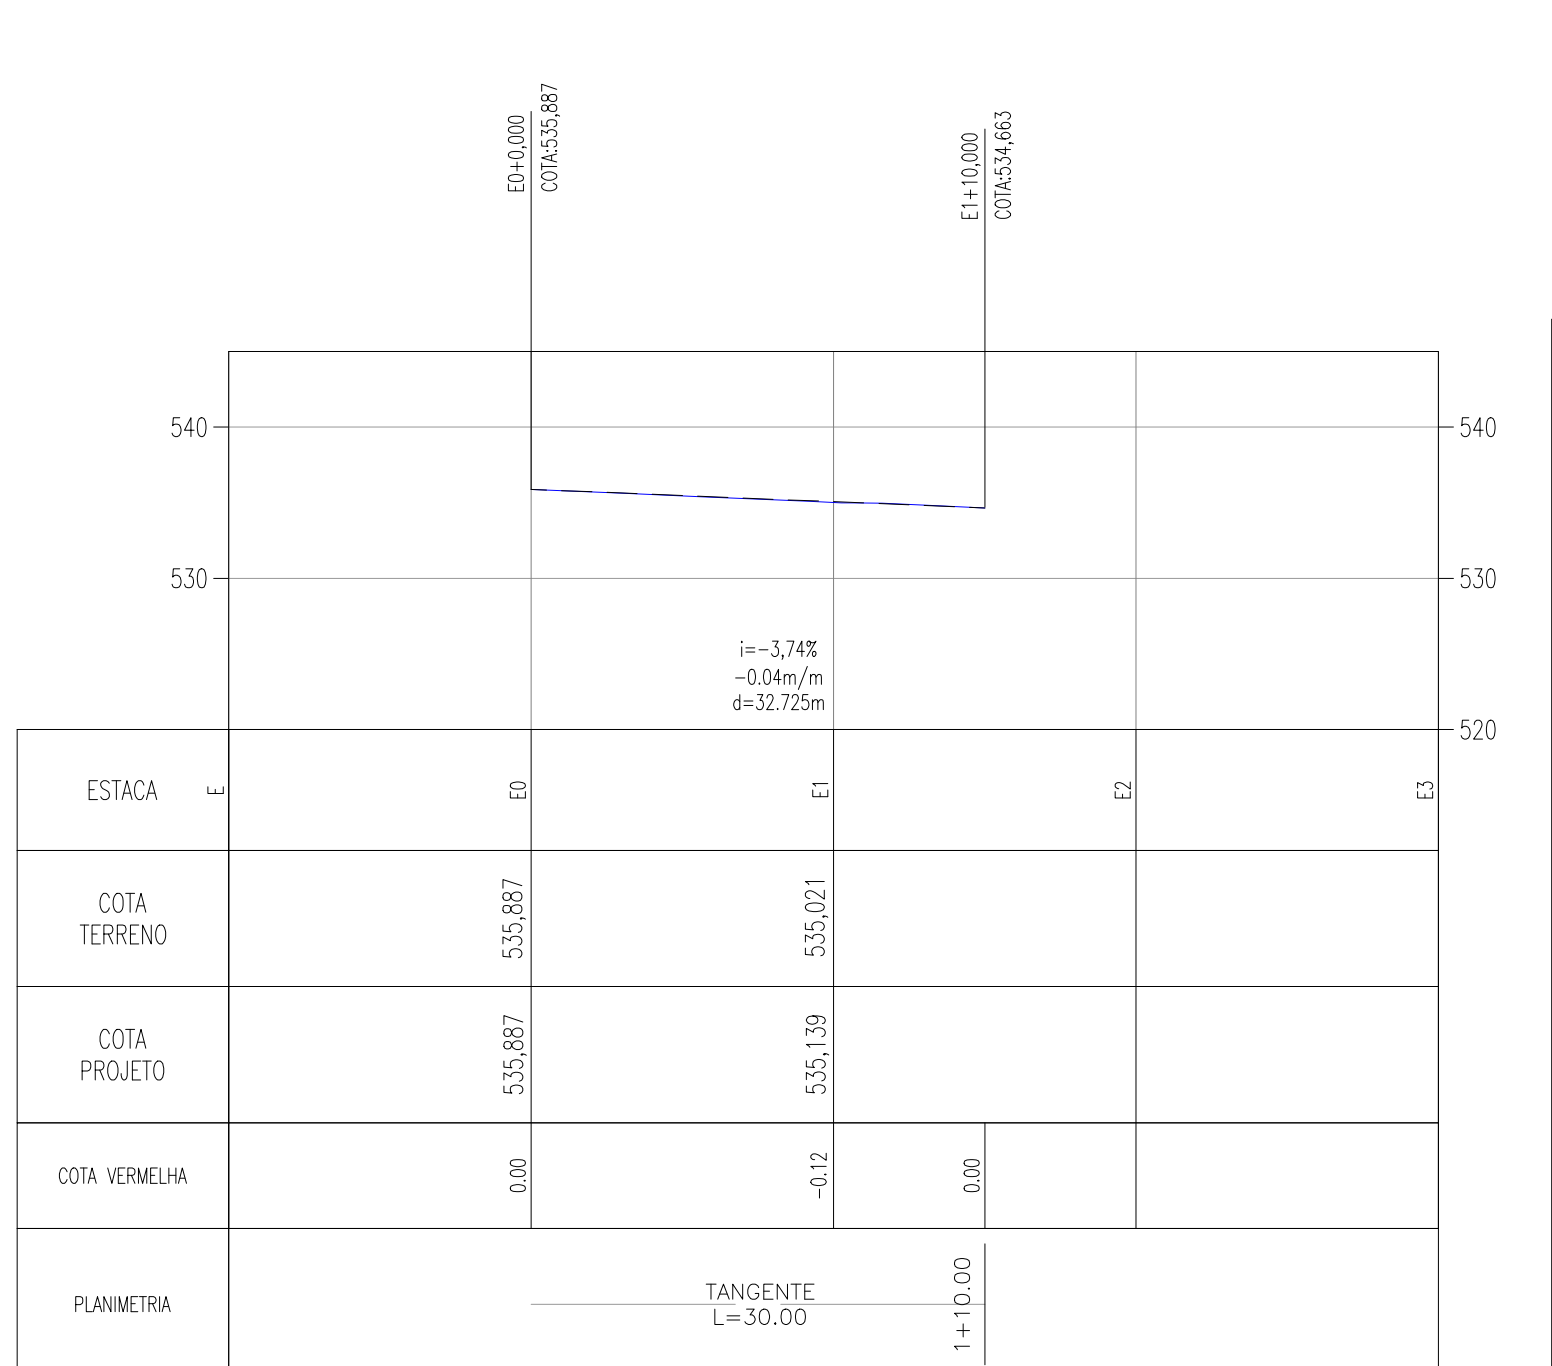 E0+0,000
COTA:535,887
E1+10,000
COTA:534,663
540
540
530
530
i=-3,74%
-0.04m/m
d=32.725m
520
ESTACA
E
E0
E1
E2
E3
COTA
TERRENO
535,887
535,021
COTA
PROJETO
535,887
535,139
COTA VERMELHA
0.00
-0.12
0.00
PLANIMETRIA
TANGENTE
L=30.00
1+10.00